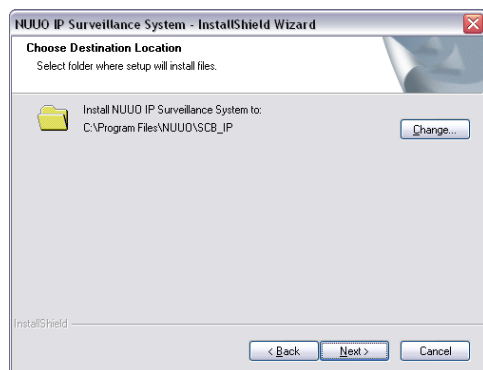 NUUO IP Surveillance System - InstallShield Wizard
Choose Destination Location
Select folder where setup will install files.
Install NUUO IP Surveillance System to:
C:\Program Files\NUUO\SCB_IP
Change...
InstallShield
< Back
Next >
Cancel